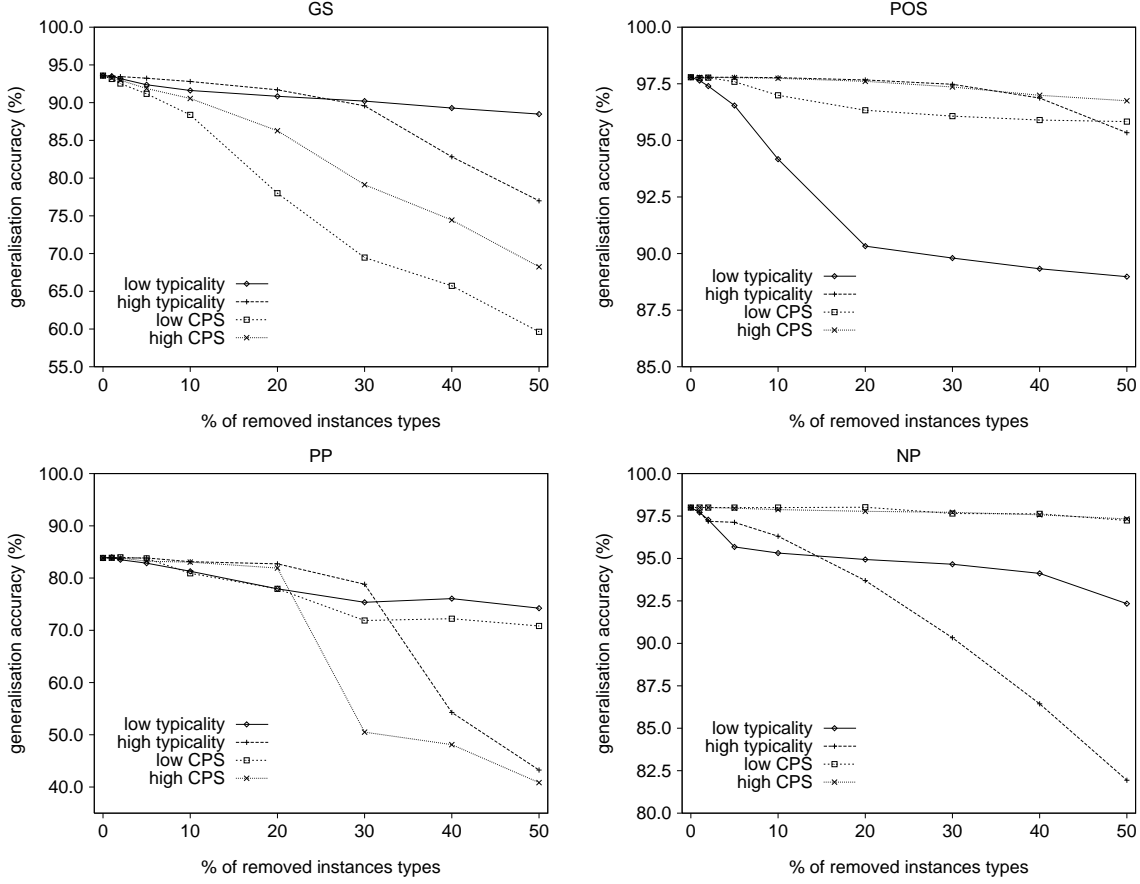 GS
generalisation accuracy (%)
100.0
95.0
90.0
85.0
80.0
75.0
70.0
65.0
60.0
55.0
low typicality
high typicality
low CPS
high CPS
0 10 20 30 40 50
% of removed instances types
POS
generalisation accuracy (%)
100.0
97.5
95.0
92.5
90.0
87.5
85.0
low typicality
high typicality
low CPS
high CPS
0 10 20 30 40 50
% of removed instances types
PP
generalisation accuracy (%)
100.0
90.0
80.0
70.0
60.0
50.0
40.0
low typicality
high typicality
low CPS
high CPS
0 10 20 30 40 50
% of removed instances types
NP
generalisation accuracy (%)
100.0
97.5
95.0
92.5
90.0
87.5
85.0
82.5
80.0
low typicality
high typicality
low CPS
high CPS
0 10 20 30 40 50
% of removed instances types